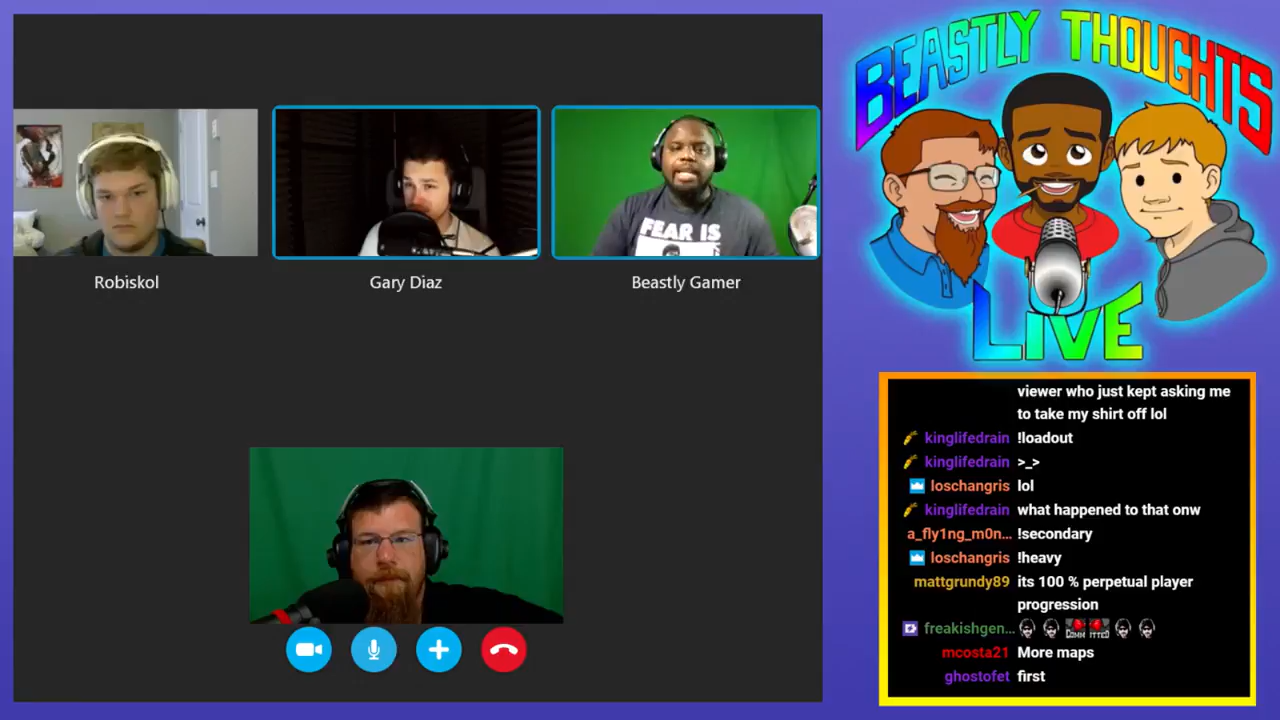 BEASTLY THOUGHTS
LIVE
FEAR IS
Robiskol
Gary Diaz
Beastly Gamer
viewer who just kept asking me
to take my shirt off lol
kinglifedrain !loadout
kinglifedrain >_>
loschangris lol
kinglifedrain what happened to that onw
a_fly1ng_m0n... !secondary
loschangris !heavy
mattgrundy89 its 100 % perpetual player
progression
freakishgen...
mcosta21 More maps
ghostofet first